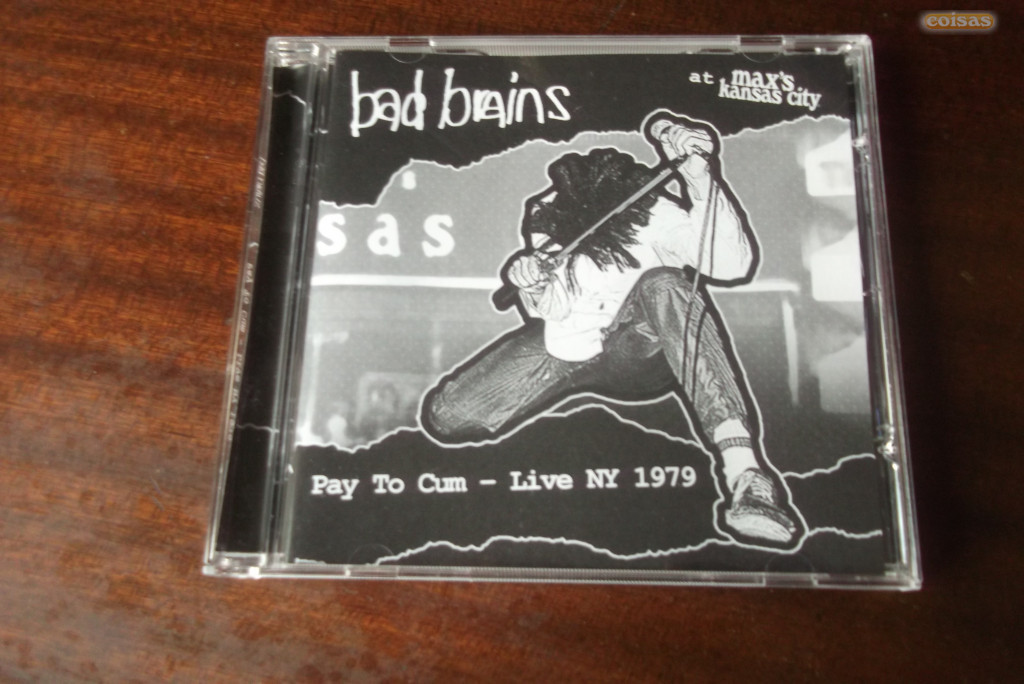 coisas
bad brains
at max's
kansas city
sas
Pay To Cum - Live NY 1979